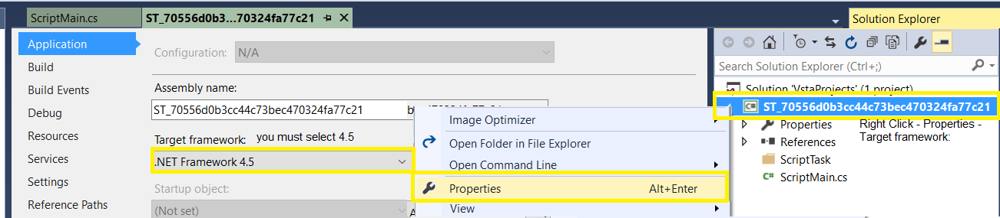 ScriptMain.cs
ST_70556d0b3...70324fa77c21
Application
Build
Build Events
Debug
Resources
Services
Settings
Reference Paths
Configuration: N/A
Assembly name:
ST_70556d0b3cc44c73bec470324fa77c21
Target framework: you must select 4.5
.NET Framework 4.5
Startup object:
(Not set)
Image Optimizer
Open Folder in File Explorer
Open Command Line
Properties Alt+Enter
View
Solution Explorer
Search Solution Explorer (Ctrl+;)
Solution 'VstaProjects' (1 project)
ST_70556d0b3cc44c73bec470324fa77c21
Properties
References
ScriptTask
C# ScriptMain.cs
Right Click - Properties -
Target framework: